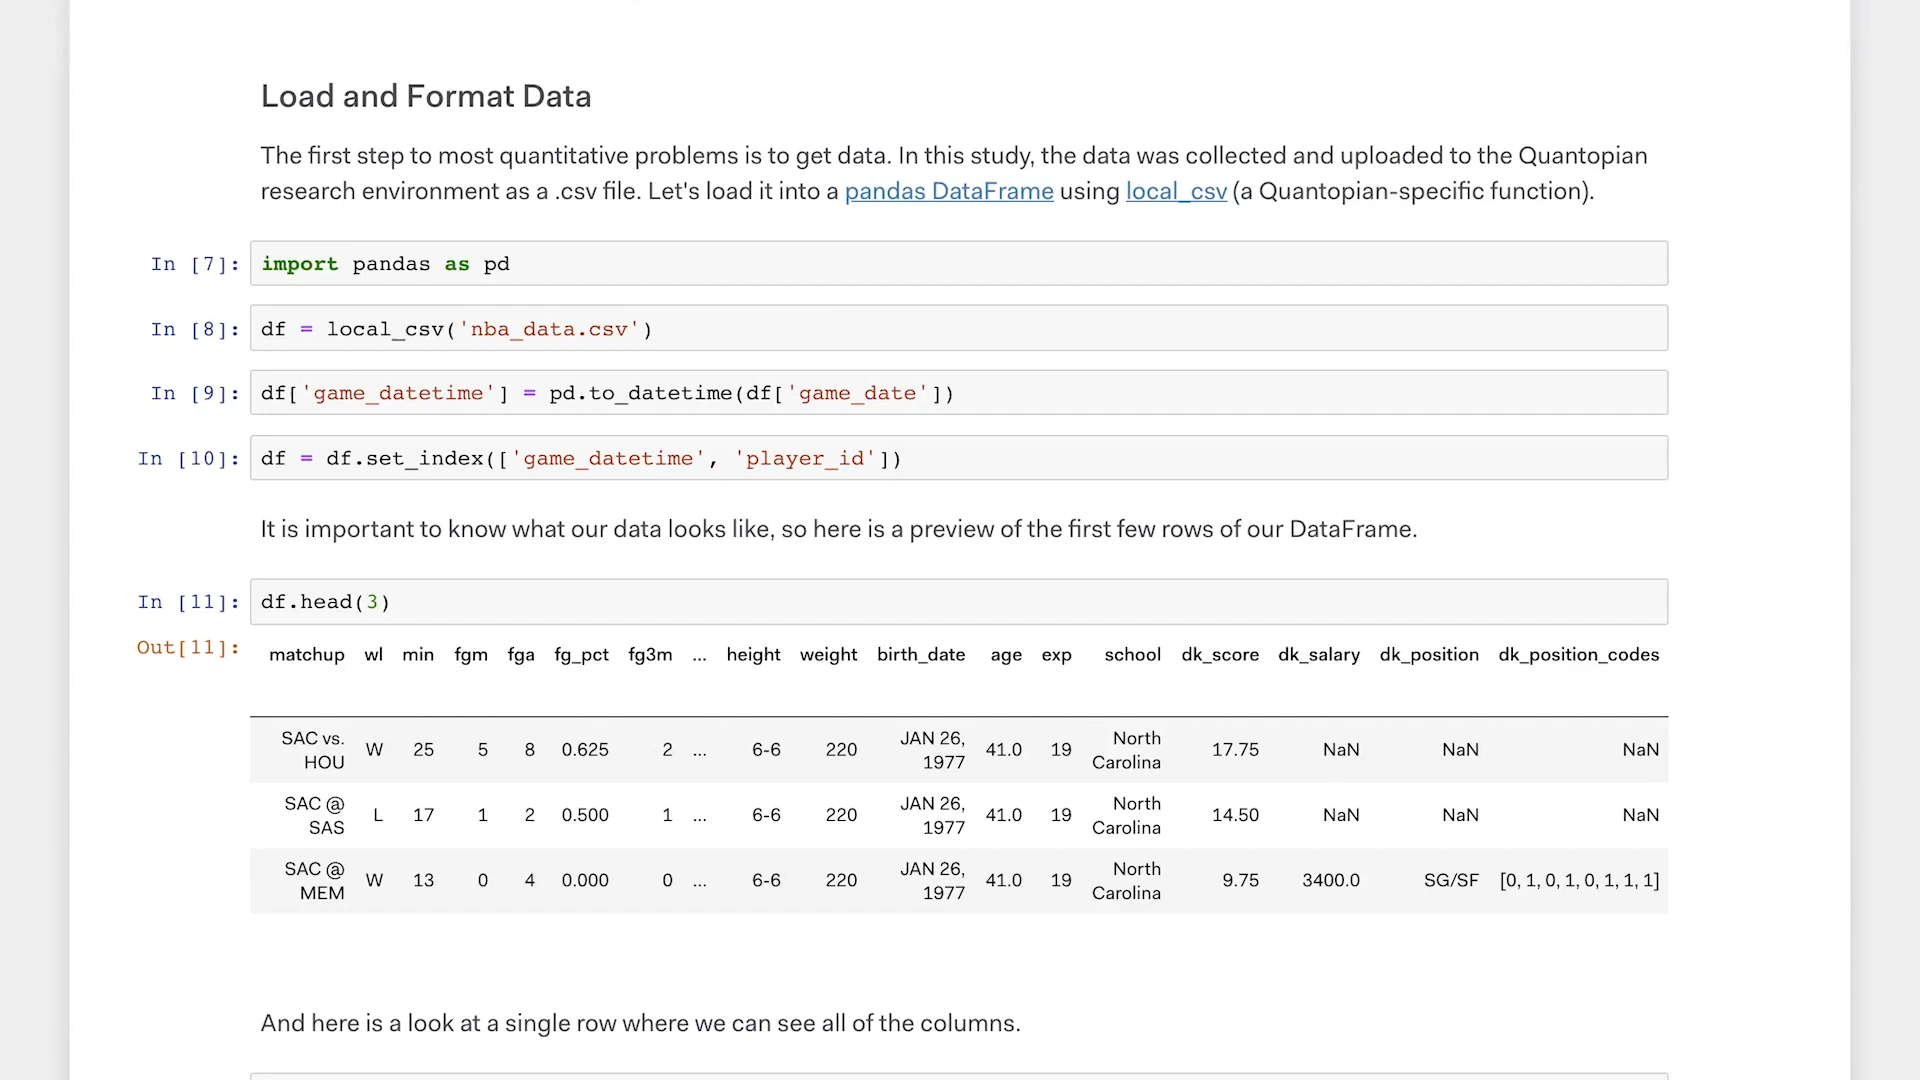 Load and Format Data
The first step to most quantitative problems is to get data. In this study, the data was collected and uploaded to the Quantopian
research environment as a .csv file. Let's load it into a pandas DataFrame using local_csv (a Quantopian-specific function).
In [7]: import pandas as pd
In [8]: df = local_csv('nba_data.csv')
In [9]: df['game_datetime'] = pd.to_datetime(df['game_date'])
In [10]: df = df.set_index(['game_datetime', 'player_id'])
It is important to know what our data looks like, so here is a preview of the first few rows of our DataFrame.
In [11]: df.head(3)
Out[11]: matchup wl min fgm fga fg_pct fg3m ... height weight birth_date age exp school dk_score dk_salary dk_position dk_position_codes
SAC vs. JAN 26, North
W 25 5 8 0.625 2 ... 6-6 220 41.0 19 17.75 NaN NaN NaN
HOU 1977 Carolina
SAC @ JAN 26, North
L 17 1 2 0.500 1 ... 6-6 220 41.0 19 14.50 NaN NaN NaN
SAS 1977 Carolina
SAC @ JAN 26, North
W 13 0 4 0.000 0 ... 6-6 220 41.0 19 9.75 3400.0 SG/SF [0, 1, 0, 1, 0, 1, 1, 1]
MEM 1977 Carolina
And here is a look at a single row where we can see all of the columns.